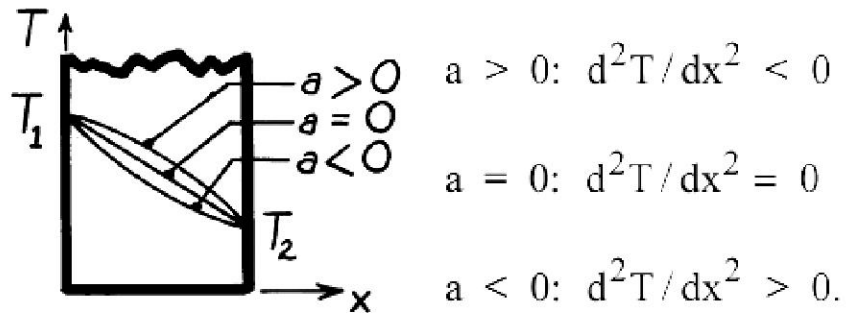 T
T₁
a > 0
a = 0
a < 0
T₂
x
a > 0: d²T/dx² < 0
a = 0: d²T/dx² = 0
a < 0: d²T/dx² > 0.